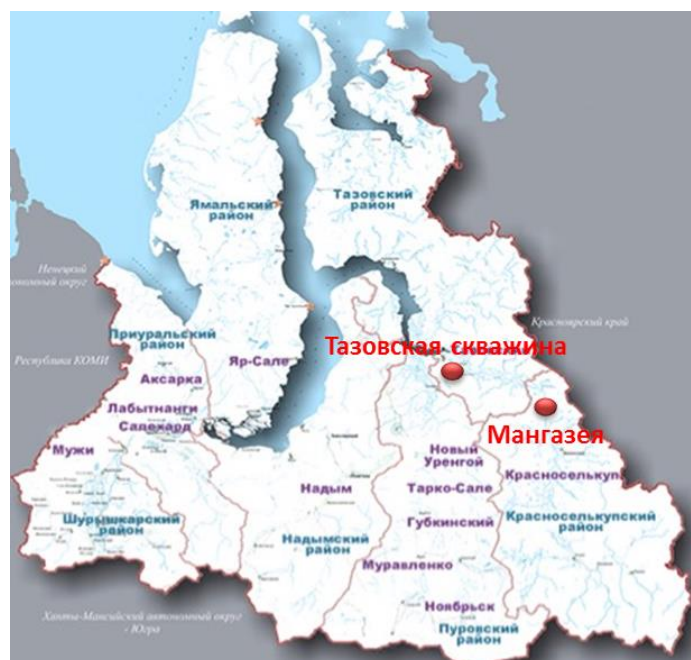 Ямальский
район
Тазовский
район
Ненецкий
автономный округ
Красноярский край
Приуральский
район
Республика КОМИ
Яр-Сале
Тазовская скважина
Аксарка
Лабытнанги
Салехард
Мангазея
Мужи
Новый
Уренгой
Красноселькуп
Надым
Тарко-Сале
Губкинский
Шурышкарский
район
Красноселькупский
район
Надымский
район
Муравленко
Ханты-Мансийский автономный округ
- Югра
Ноябрьск
Пуровский
район